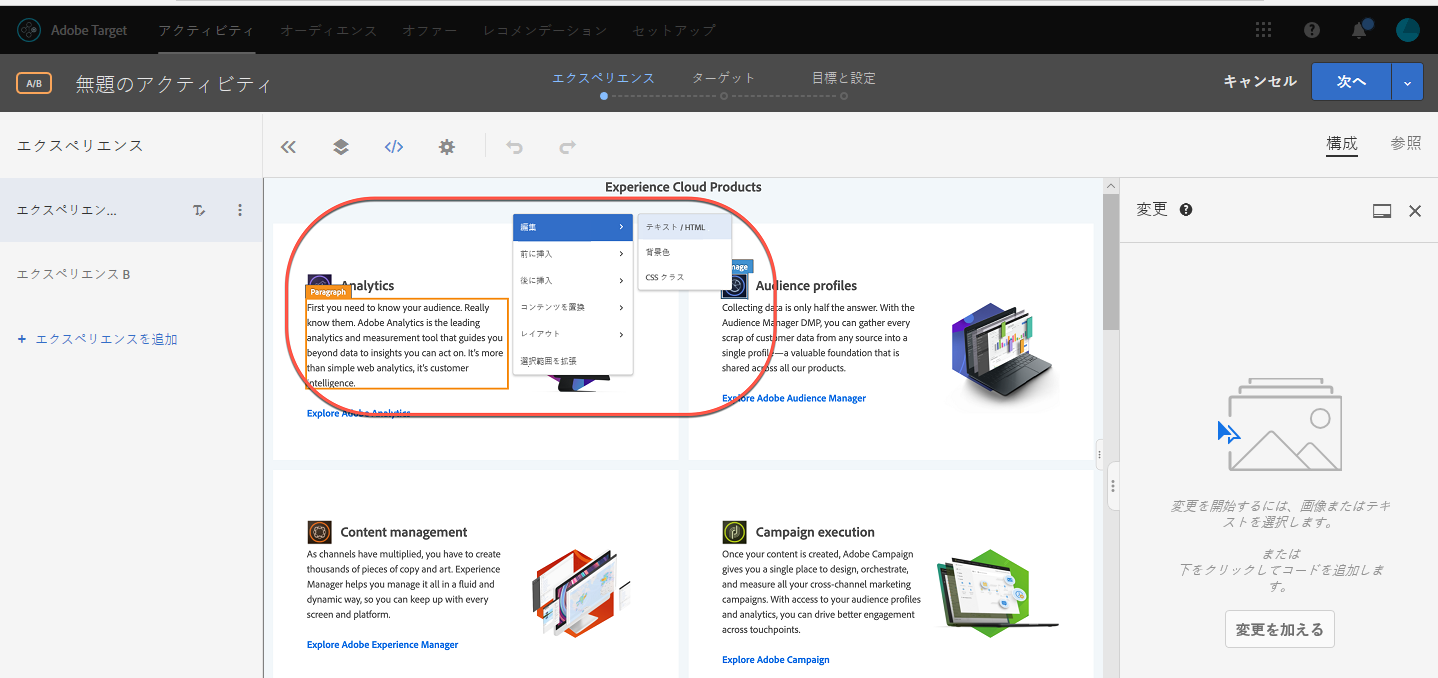 Adobe Target
アクティビティ
オーディエンス
オファー
レコメンデーション
セットアップ
A/B
無題のアクティビティ
エクスペリエンス
ターゲット
目標と設定
キャンセル
次へ
エクスペリエンス
構成
参照
エクスペリエン...
エクスペリエンス B
+ エクスペリエンスを追加
Experience Cloud Products
編集
前に挿入
後に挿入
コンテンツを置換
レイアウト
選択範囲を拡張
テキスト / HTML
背景色
CSS クラス
Analytics
Paragraph
First you need to know your audience. Really
know them. Adobe Analytics is the leading
analytics and measurement tool that guides you
beyond data to insights you can act on. It's more
than simple web analytics, it's customer
intelligence.
Explore Adobe Analytics
mage
Audience profiles
Collecting data is only half the answer. With the
Audience Manager DMP, you can gather every
scrap of customer data from any source into a
single profile—a valuable foundation that is
shared across all our products.
Explore Adobe Audience Manager
Content management
As channels have multiplied, you have to create
thousands of pieces of copy and art. Experience
Manager helps you manage it all in a fluid and
dynamic way, so you can keep up with every
screen and platform.
Explore Adobe Experience Manager
Campaign execution
Once your content is created, Adobe Campaign
gives you a single place to design, orchestrate,
and measure all your cross-channel marketing
campaigns. With access to your audience profiles
and analytics, you can drive better engagement
across touchpoints.
Explore Adobe Campaign
変更
変更を開始するには、画像またはテキ
ストを選択します。
または
下をクリックしてコードを追加しま
す。
変更を加える